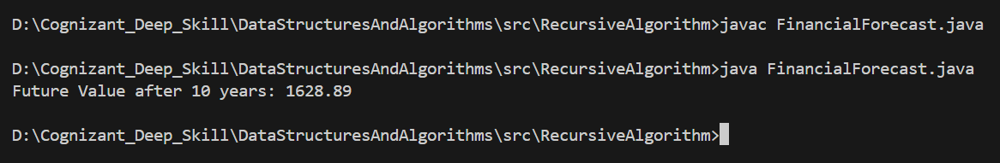 D:\Cognizant_Deep_Skill\DataStructuresAndAlgorithms\src\RecursiveAlgorithm>javac FinancialForecast.java
D:\Cognizant_Deep_Skill\DataStructuresAndAlgorithms\src\RecursiveAlgorithm>java FinancialForecast.java
Future Value after 10 years: 1628.89
D:\Cognizant_Deep_Skill\DataStructuresAndAlgorithms\src\RecursiveAlgorithm>